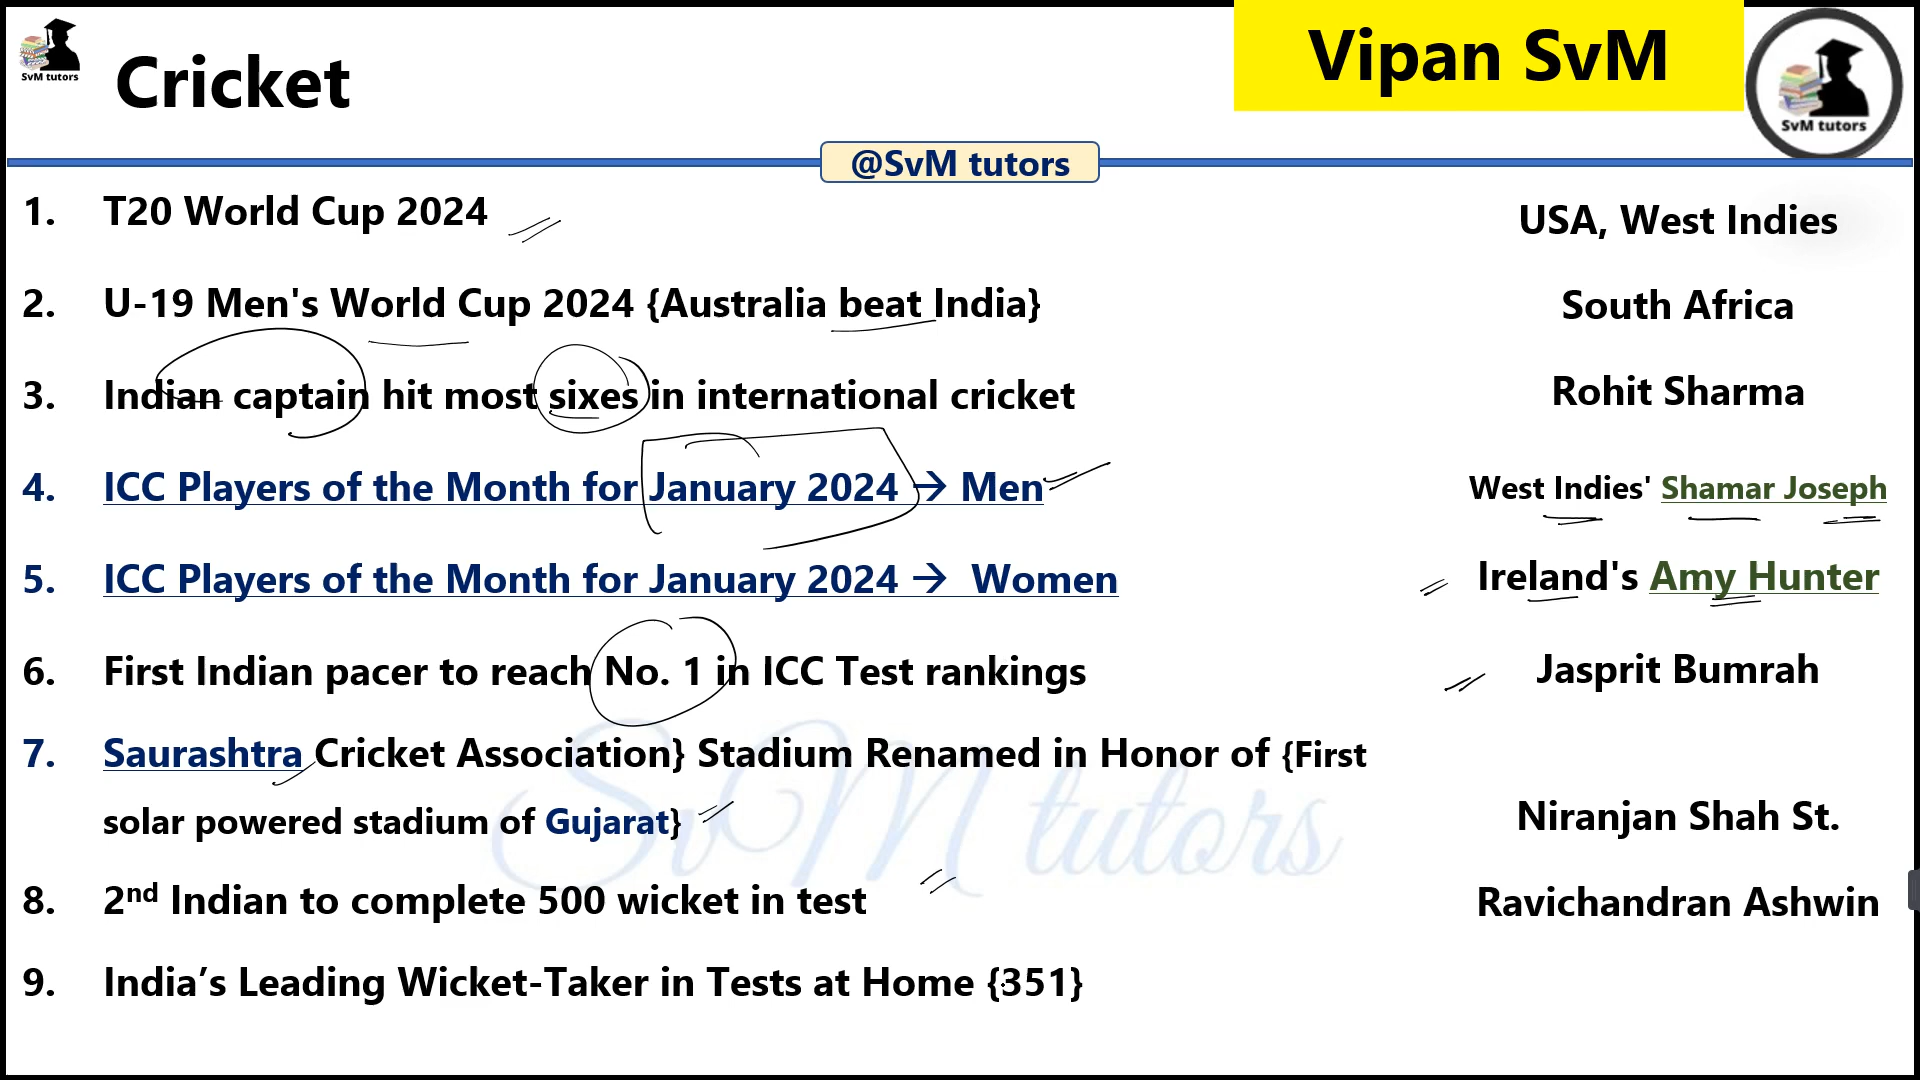 SvM tutors
Cricket
Vipan SvM
SvM tutors
@SvM tutors
1. T20 World Cup 2024 USA, West Indies
2. U-19 Men's World Cup 2024 {Australia beat India} South Africa
3. Indian captain hit most sixes in international cricket Rohit Sharma
4. ICC Players of the Month for January 2024 → Men West Indies' Shamar Joseph
5. ICC Players of the Month for January 2024 → Women Ireland's Amy Hunter
6. First Indian pacer to reach No. 1 in ICC Test rankings Jasprit Bumrah
7. Saurashtra Cricket Association} Stadium Renamed in Honor of {First
solar powered stadium of Gujarat} Niranjan Shah St.
SvM tutors
8. 2nd Indian to complete 500 wicket in test Ravichandran Ashwin
9. India’s Leading Wicket-Taker in Tests at Home {351}